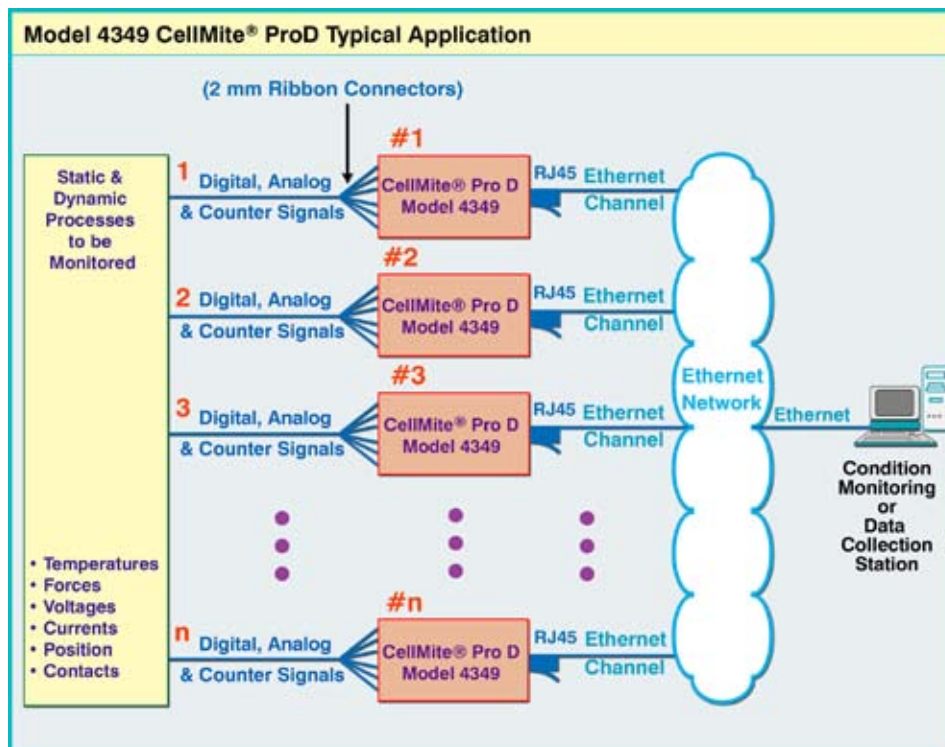 Model 4349 CellMite® ProD Typical Application
(2 mm Ribbon Connectors)
Static &
Dynamic
Processes
to be
Monitored
• Temperatures
• Forces
• Voltages
• Currents
• Position
• Contacts
1
Digital, Analog
& Counter Signals
#1
CellMite® Pro D
Model 4349
RJ45 Ethernet
Channel
2
Digital, Analog
& Counter Signals
#2
CellMite® Pro D
Model 4349
RJ45 Ethernet
Channel
3
Digital, Analog
& Counter Signals
#3
CellMite® Pro D
Model 4349
RJ45 Ethernet
Channel
n
Digital, Analog
& Counter Signals
#n
CellMite® Pro D
Model 4349
RJ45 Ethernet
Channel
Ethernet
Network
Ethernet
Condition
Monitoring
or
Data
Collection
Station